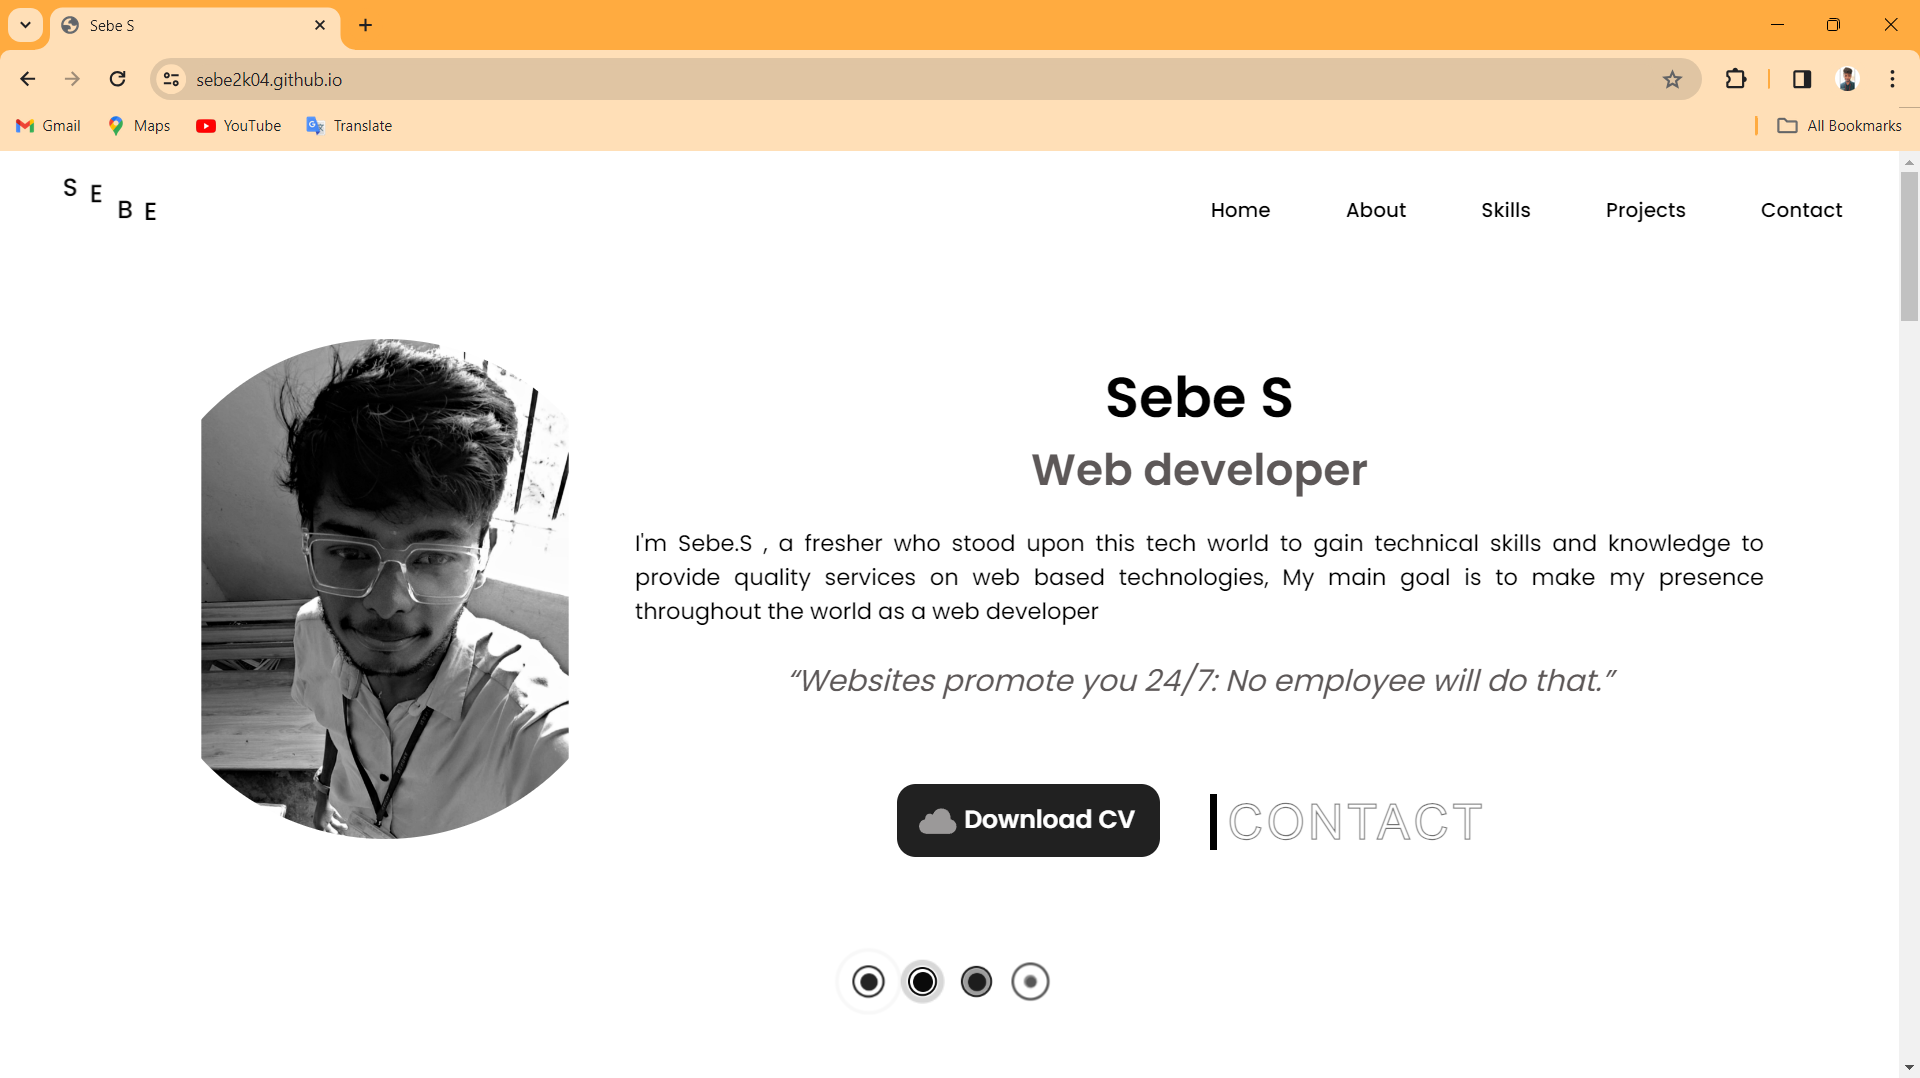 Sebe S
sebe2k04.github.io
Gmail Maps YouTube Translate All Bookmarks
S E B E
Home About Skills Projects Contact
Sebe S
Web developer
I'm Sebe.S , a fresher who stood upon this tech world to gain technical skills and knowledge to
provide quality services on web based technologies, My main goal is to make my presence
throughout the world as a web developer
“Websites promote you 24/7: No employee will do that.”
Download CV CONTACT